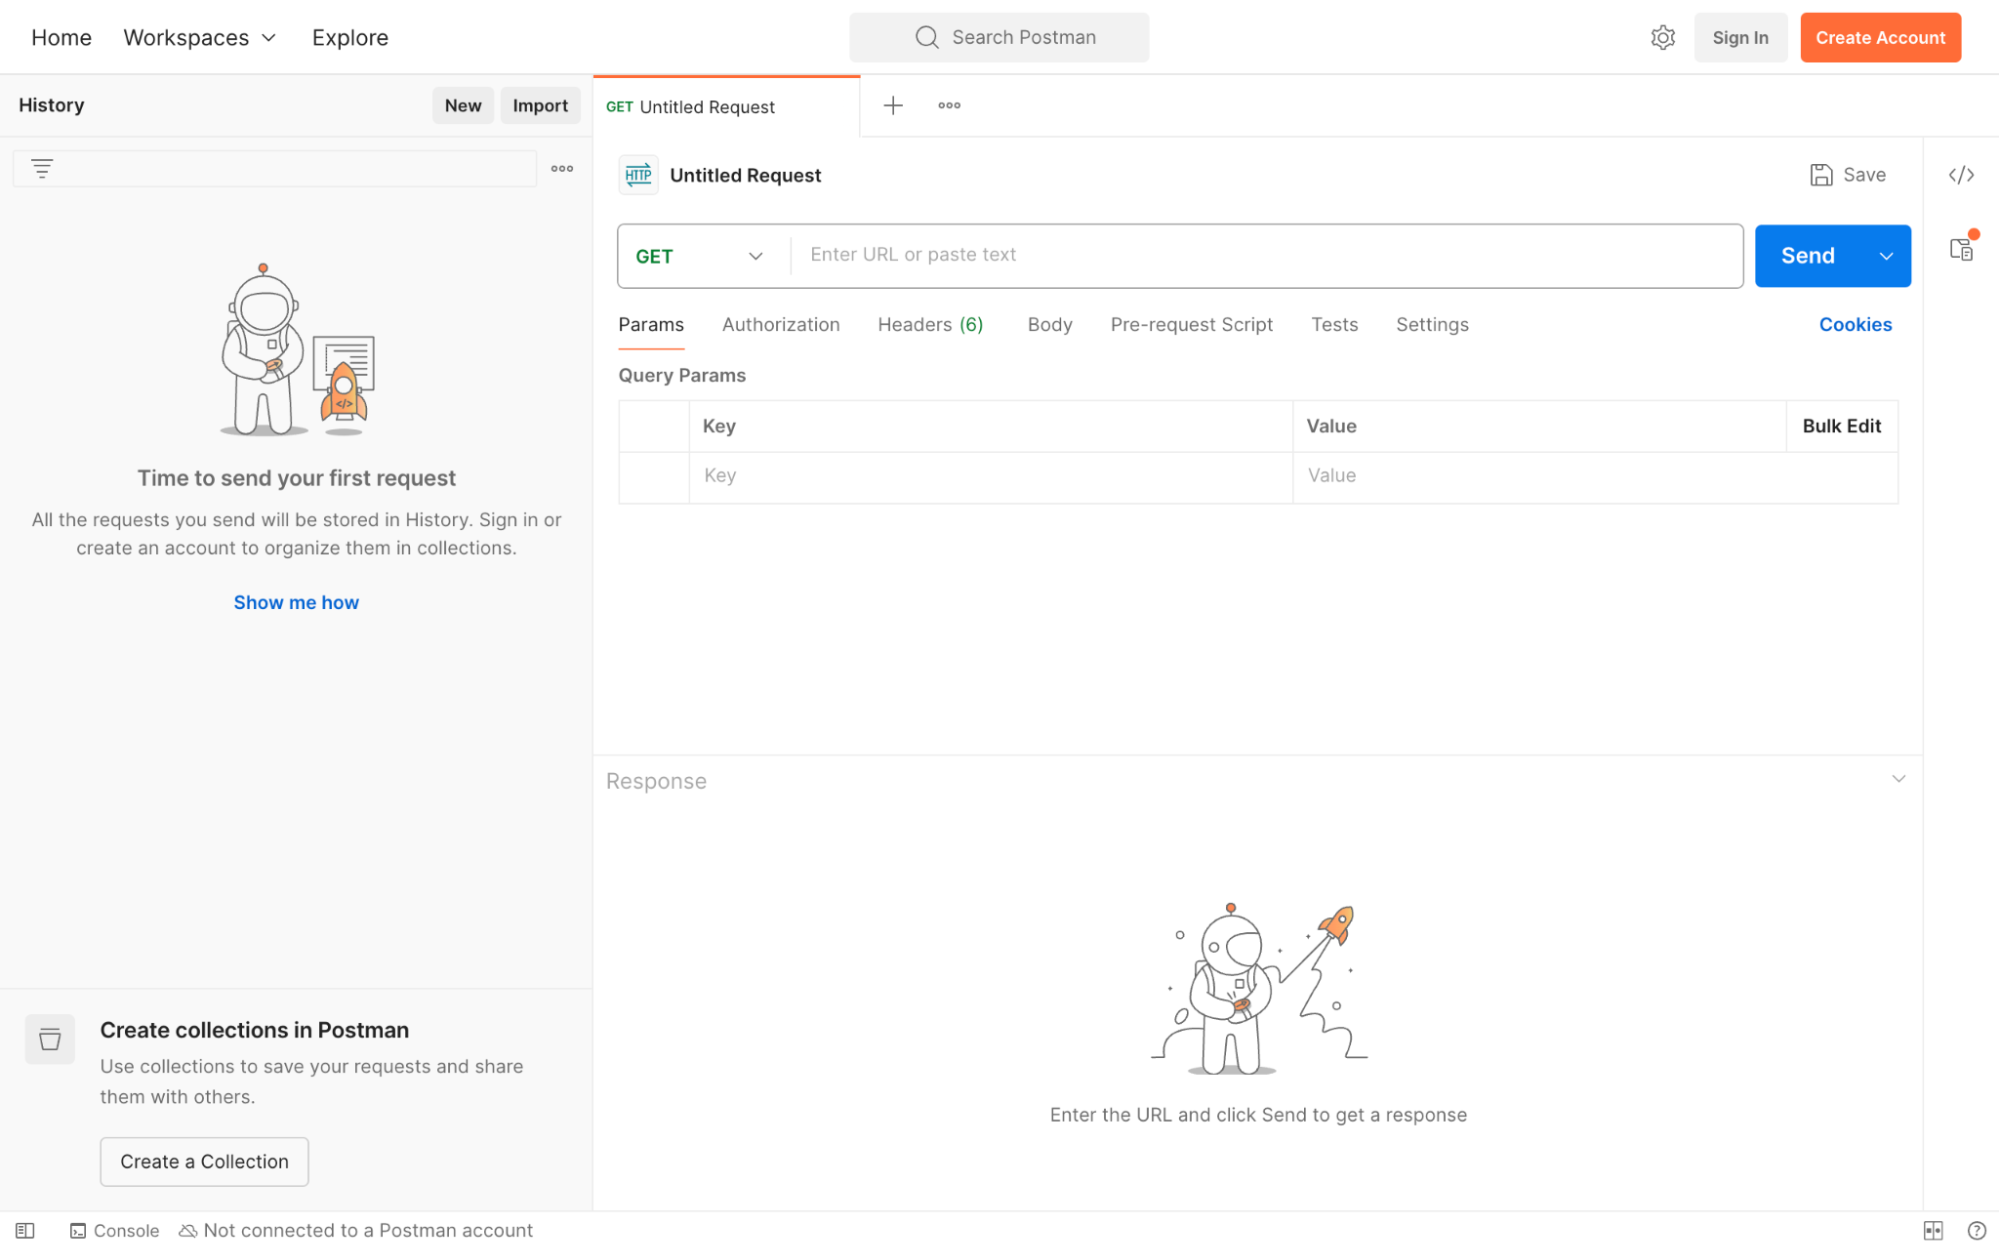 Home
Workspaces
Explore
Search Postman
Sign In
Create Account
History
New
Import
GET Untitled Request
HTTP
Untitled Request
Save
</>
GET
Enter URL or paste text
Send
Params
Authorization
Headers (6)
Body
Pre-request Script
Tests
Settings
Cookies
Query Params
Key
Value
Bulk Edit
Key
Value
</>
Time to send your first request
All the requests you send will be stored in History. Sign in or
create an account to organize them in collections.
Show me how
Response
Enter the URL and click Send to get a response
Create collections in Postman
Use collections to save your requests and share
them with others.
Create a Collection
Console
Not connected to a Postman account